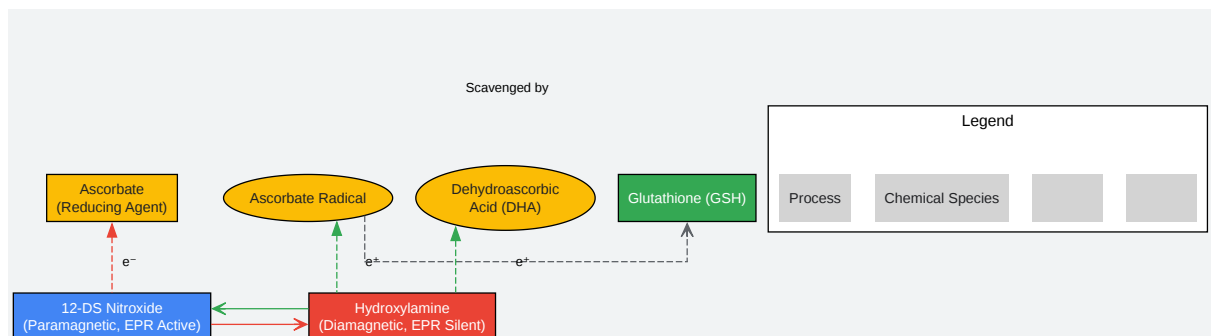 Scavenged by
Legend
Ascorbate
(Reducing Agent)
Ascorbate Radical
Dehydroascorbic
Acid (DHA)
Glutathione (GSH)
Process
Chemical Species
e⁻
e⁺
e⁺
12-DS Nitroxide
(Paramagnetic, EPR Active)
Hydroxylamine
(Diamagnetic, EPR Silent)